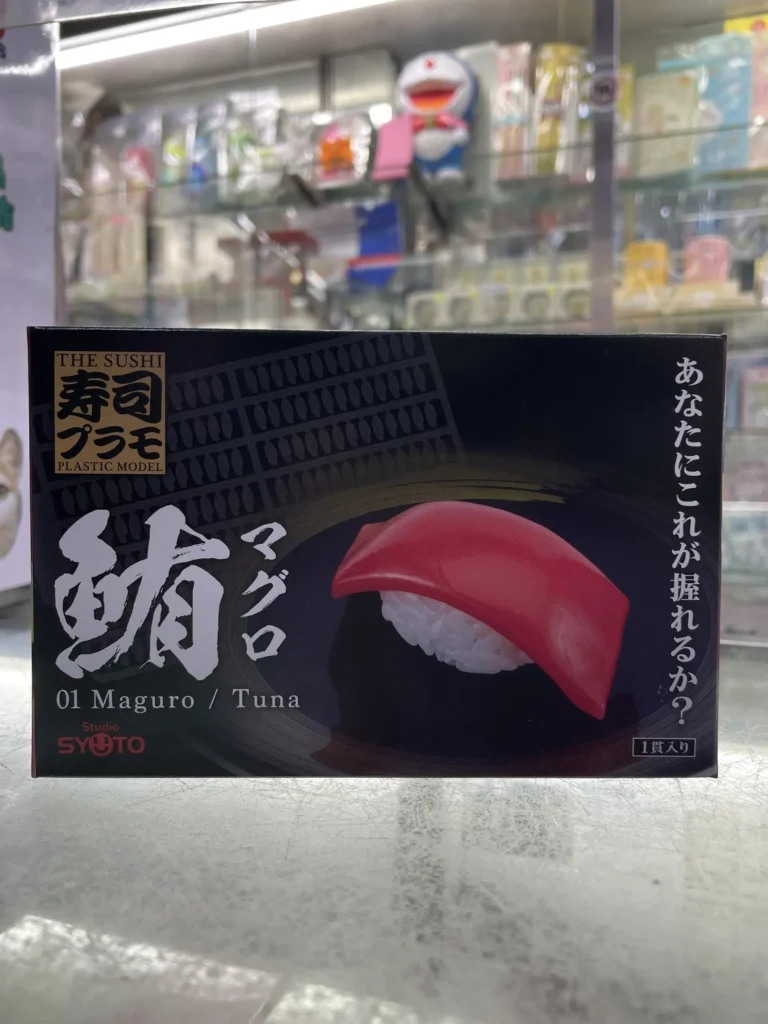 THE SUSHI
寿司
プラモ
PLASTIC MODEL
鮪
マグロ
01 Maguro / Tuna
Studio
SYUTO
あなたにこれが握れるか?
1貫入り